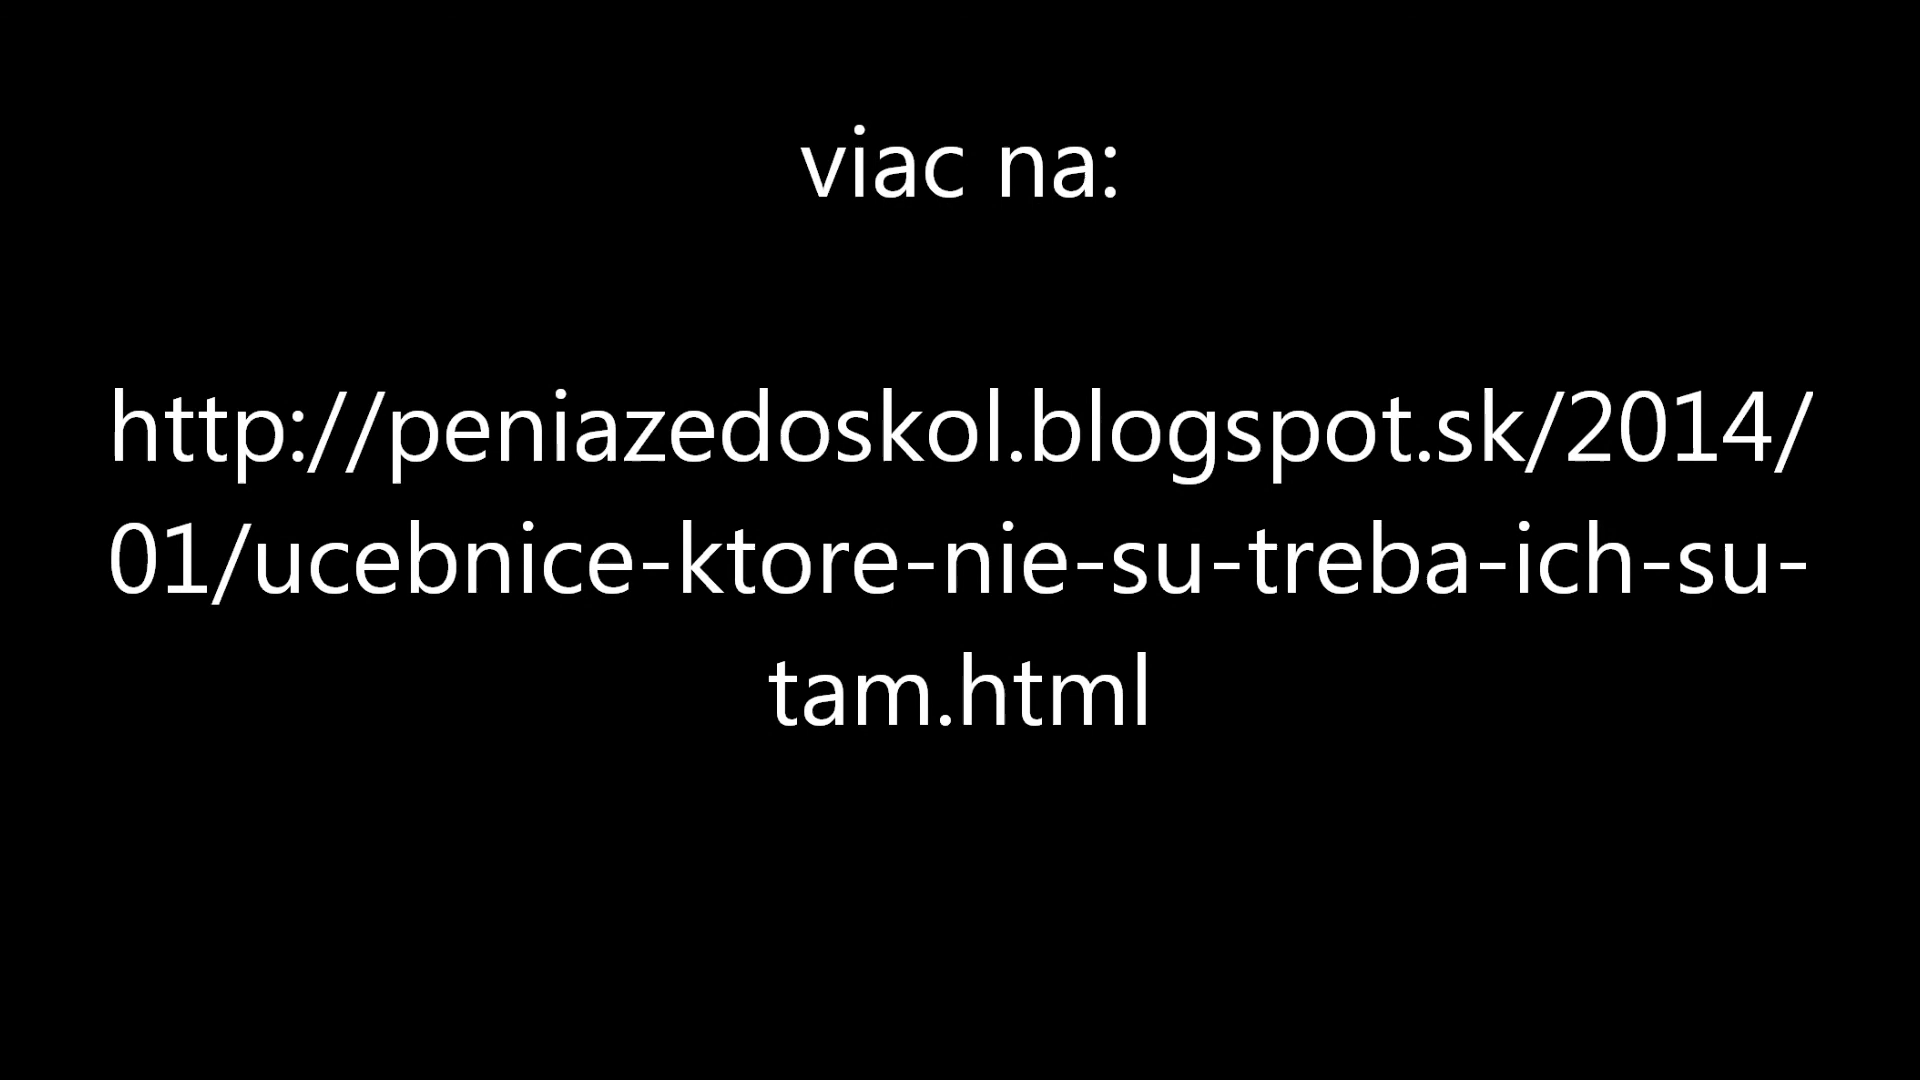 viac na:
http://peniazedoskol.blogspot.sk/2014/
01/ucebnice-ktore-nie-su-treba-ich-su-
tam.html